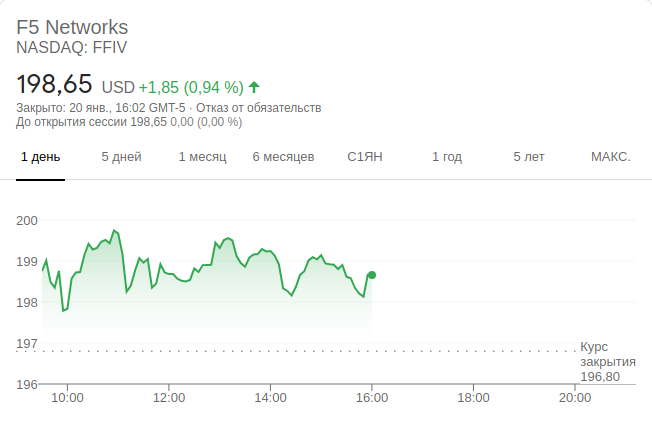 F5 Networks
NASDAQ: FFIV
198,65 USD +1,85 (0,94 %)
Закрыто: 20 янв., 16:02 GMT-5 · Отказ от обязательств
До открытия сессии 198,65 0,00 (0,00 %)
1 день 5 дней 1 месяц 6 месяцев С1ЯН 1 год 5 лет МАКС.
200
199
198
197
Курс
закрытия
196,80
196
10:00 12:00 14:00 16:00 18:00 20:00